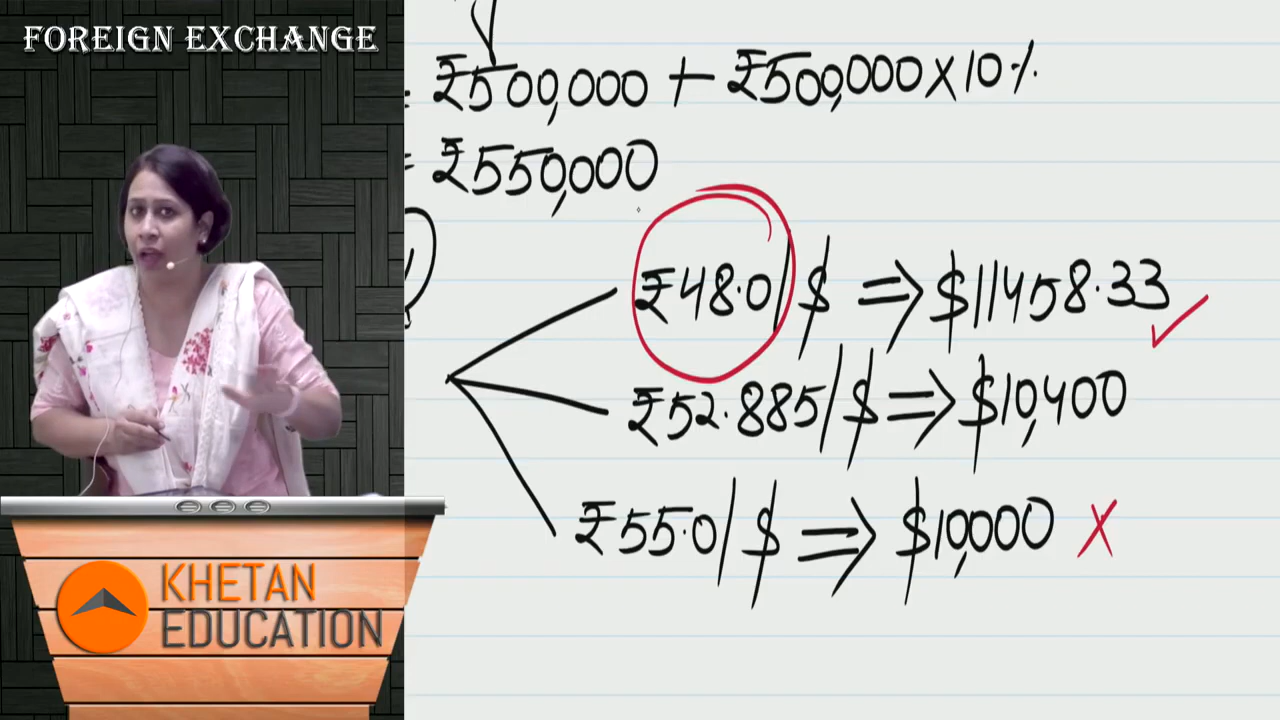 FOREIGN EXCHANGE
= ₹500,000 + ₹500,000 × 10%
= ₹550,000
₹48.0/$ ⇒ $11458.33 ✓
₹52.885/$ ⇒ $10,400
₹55.0/$ ⇒ $10,000 ×
KHETAN
EDUCATION